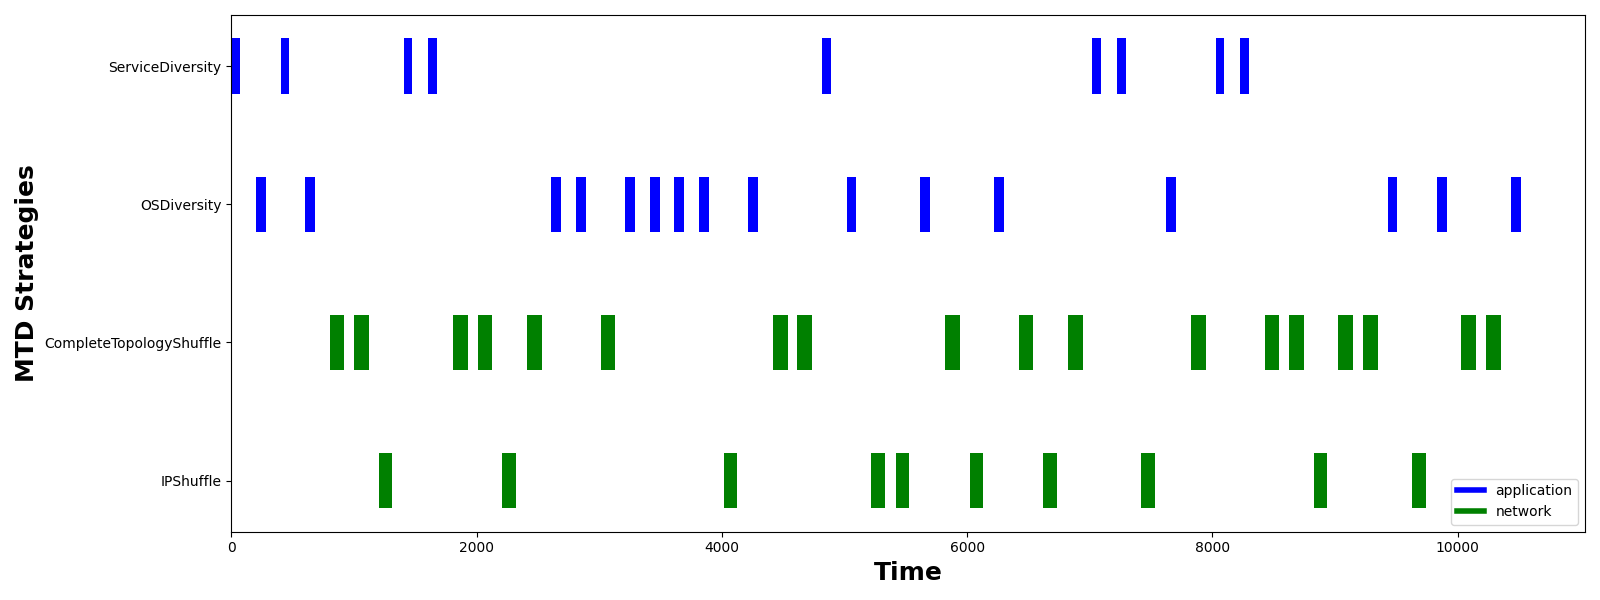 MTD Strategies
ServiceDiversity
OSDiversity
CompleteTopologyShuffle
IPShuffle
application
network
0 2000 4000 6000 8000 10000
Time